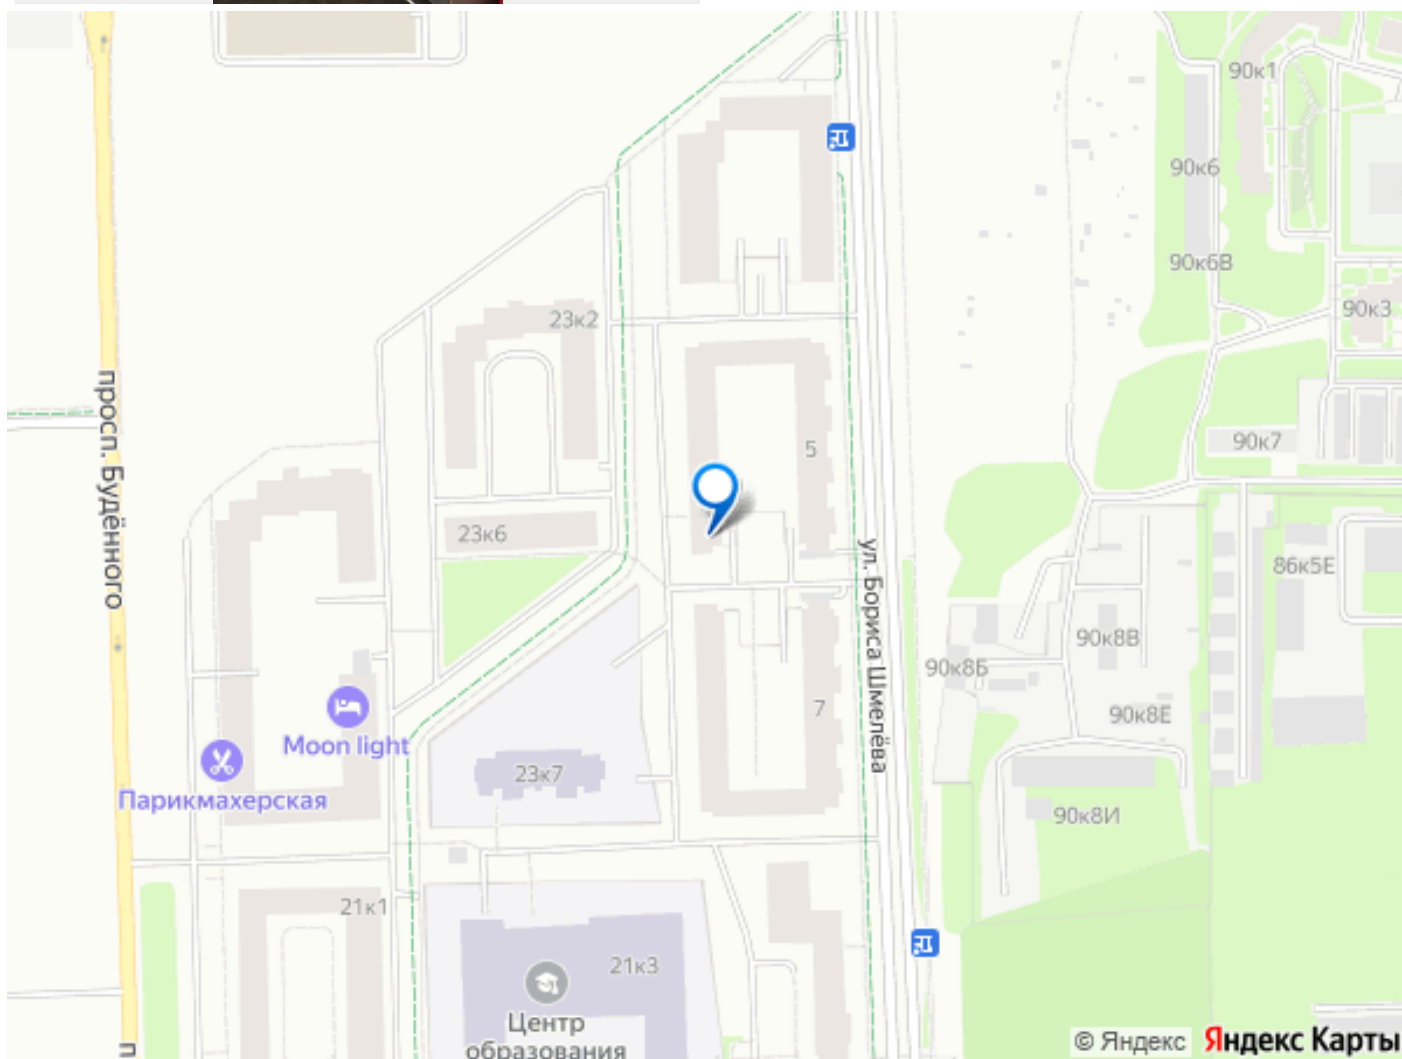 90к1
90к6
90к6В
90к3
23к2
просп. Будённого
5
90к7
23к6
ул. Бориса Шмелёва
86к5Е
90к8В
90к8Б
7
90к8Е
Moon light
23к7
Парикмахерская
90к8И
21к1
21к3
Центр
образования
п
© Яндекс
Яндекс Карты